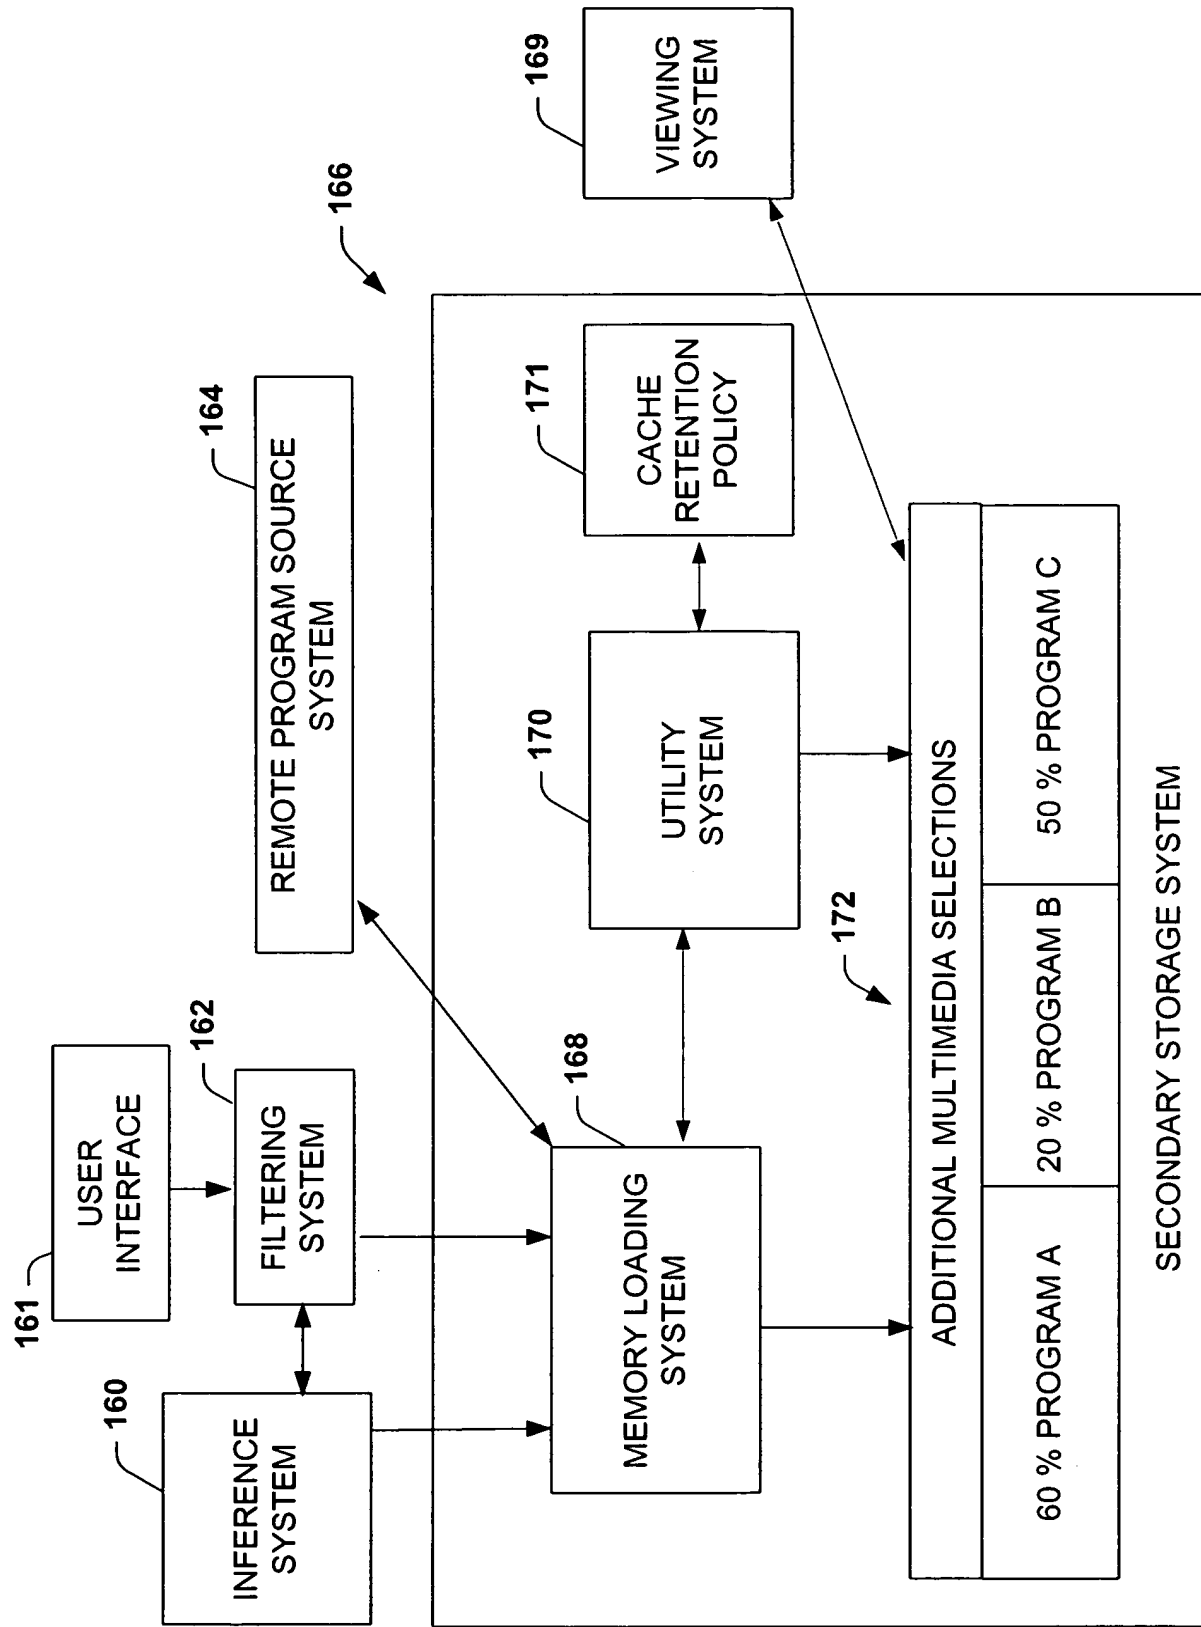 161
USER
INTERFACE
160
INFERENCE
SYSTEM
162
FILTERING
SYSTEM
164
REMOTE PROGRAM SOURCE
SYSTEM
166
168
MEMORY LOADING
SYSTEM
170
UTILITY
SYSTEM
171
CACHE
RETENTION
POLICY
169
VIEWING
SYSTEM
172
ADDITIONAL MULTIMEDIA SELECTIONS
60 % PROGRAM A
20 % PROGRAM B
50 % PROGRAM C
SECONDARY STORAGE SYSTEM